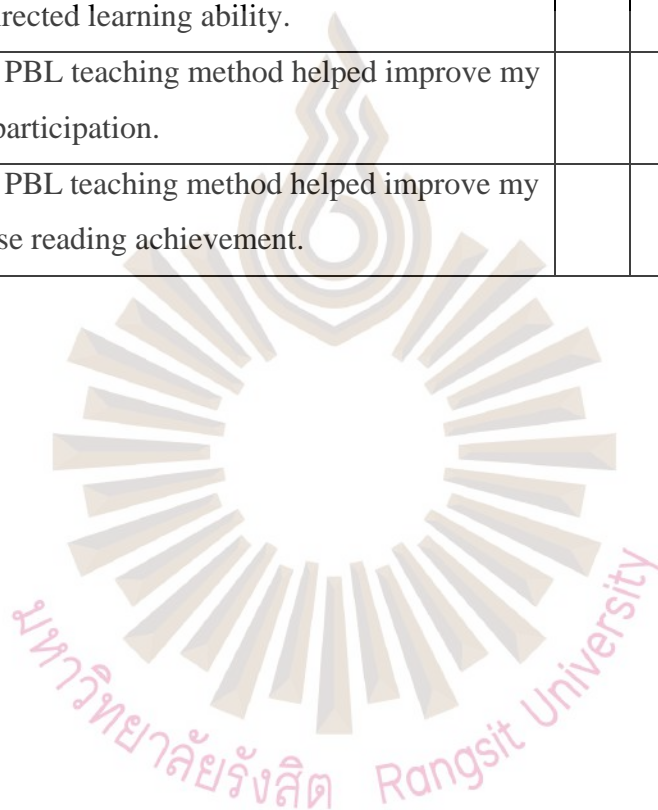 irected learning ability.
PBL teaching method helped improve my
participation.
PBL teaching method helped improve my
se reading achievement.
มหาวิทยาลัยรังสิต Rangsit University